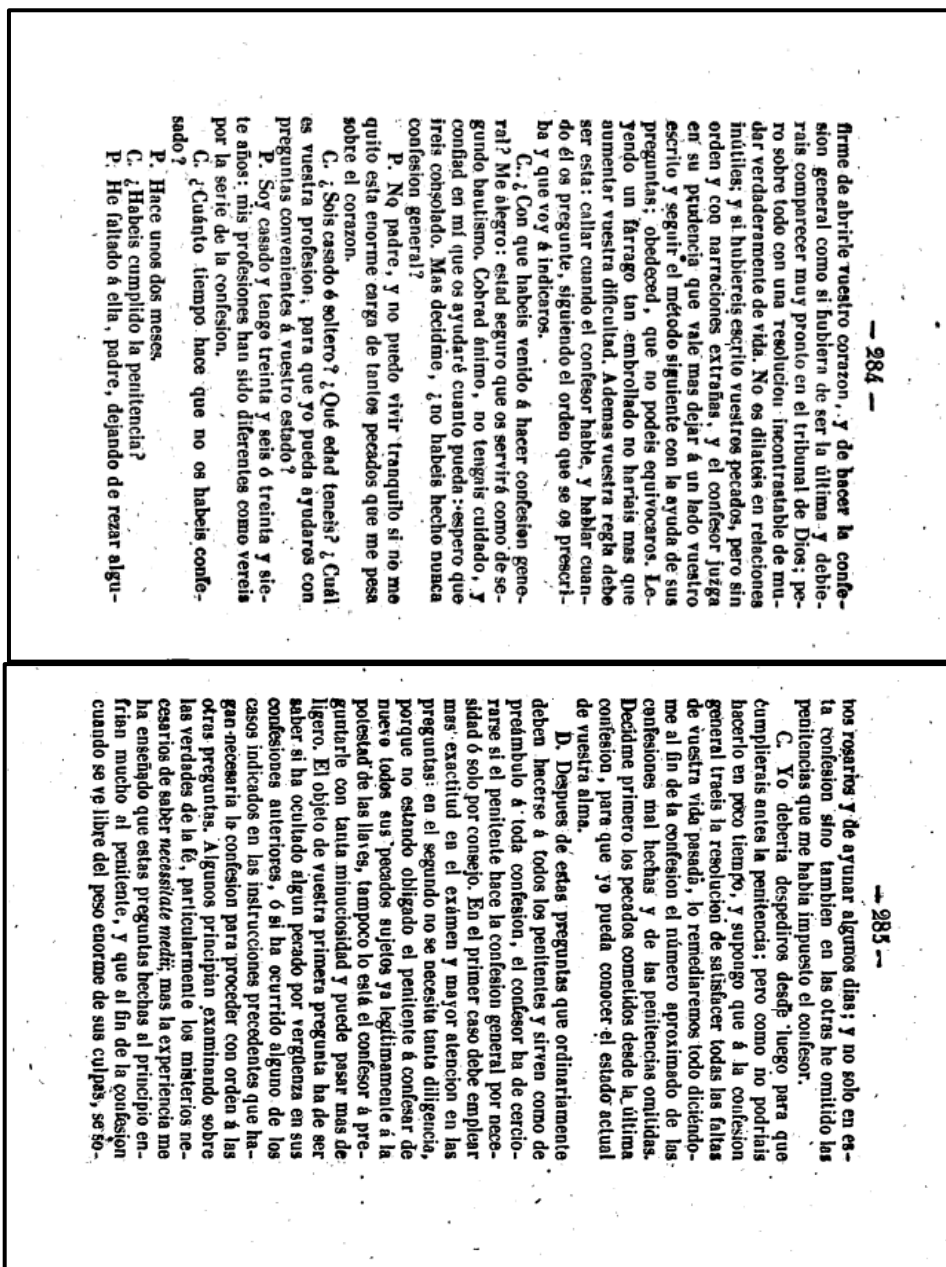 — 284 —
firme de abrirle vuestro corazon, y de hacer la confe-
sion general como si hubiera de ser la última y debie-
rais comparecer muy pronto en el tribunal de Dios; pe-
ro sobre todo con una resolucion incontrastable de mu-
dar verdaderamente de vida. No os dilateis en relaciones
inútiles; y si hubiereis escrito vuestros pecados, pero sin
orden y con narraciones extrañas, y el confesor juzga
en su prudencia que vale mas dejar á un lado vuestro
escrito y seguir el método siguiente con la ayuda de sus
preguntas; obedeced, que no podeis equivocaros. Le-
yendo un fárrago tan embrollado no hariais mas que
aumentar vuestra dificultad. Ademas vuestra regla debe
ser esta: callar cuando el confesor hable, y hablar cuan-
do él os pregunte, siguiendo el orden que se os prescri-
ba y que voy á indicaros.
C. ¿Con que habeis venido á hacer confesion gene-
ral? Me alegro: estad seguro que os servirá como de se-
gundo bautismo. Cobrad ánimo, no tengais cuidado, y
confiad en mí que os ayudaré cuanto pueda: espero que
ireis consolado. Mas decidme, ¿no habeis hecho nunca
confesion general?
P. No padre, y no puedo vivir tranquilo si no me
quito esta enorme carga de tantos pecados que me pesa
sobre el corazon.
C. ¿Sois casado ó soltero? ¿Qué edad teneis? ¿Cuál
es vuestra profesion; para que yo pueda ayudaros con
preguntas convenientes á vuestro estado?
P. Soy casado y tengo treinta y seis ó treinta y sie-
te años: mis profesiones han sido diferentes como vereis
por la serie de la confesion.
C. ¿Cuánto tiempo hace que no os habeis confe-
sado?
P. Hace unos dos meses.
C. ¿Habeis cumplido la penitencia?
P. He faltado á ella, padre, dejando de rezar algu-
— 285 —
nos rosarios y de ayunar algunos dias; y no solo en es-
ta confesion sino tambien en las otras he omitido las
penitencias que me habia impuesto el confesor.
C. Yo deberia despediros desde luego para que
cumplierais antes la penitencia; pero como no podriais
hacerlo en poco tiempo, y supongo que á la confesion
general traeis la resolucion de satisfacer todas las faltas
de vuestra vida pasada, lo remediaremos todo diciéndo-
me al fin de la confesion el número aproximado de las
confesiones mal hechas y de las penitencias omitidas.
Decidme primero los pecados cometidos desde la última
confesion, para que yo pueda conocer el estado actual
de vuestra alma.
D. Despues de estas preguntas que ordinariamente
deben hacerse á todos los penitentes y sirven como de
preámbulo á toda confesion, el confesor ha de cercio-
rarse si el penitente hace la confesion general por nece-
sidad ó solo por consejo. En el primer caso debe emplear
mas exactitud en el exámen y mayor atencion en las
preguntas: en el segundo no se necesita tanta diligencia,
porque no estando obligado el penitente á confesar de
nuevo todos sus pecados sujetos ya legítimamente á la
potestad de las llaves, tampoco lo está el confesor á pre-
guntarle con tanta minuciosidad y puede pasar mas de
ligero. El objeto de vuestra primera pregunta ha de ser
saber si ha ocultado algun pecado por vergüenza en sus
confesiones anteriores, ó si ha ocurrido alguno de los
casos indicados en las instrucciones precedentes que ha-
gan necesaria la confesion para proceder con orden á las
otras preguntas. Algunos principian examinando sobre
las verdades de la fé, particularmente los misterios ne-
cesarios de saber necessitate medii; mas la experiencia me
ha enseñado que estas preguntas hechas al principio en-
frian mucho al penitente, y que al fin de la confesion
cuando se ve libre del peso enorme de sus culpas, se so-